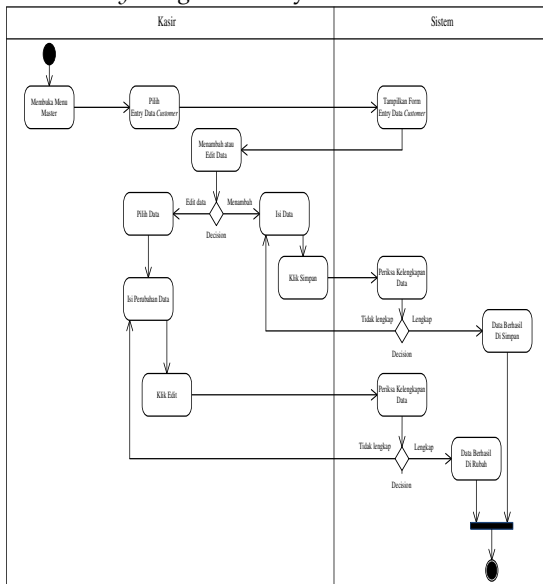 Kasir
Sistem
Membuka Menu
Master
Pilih
Entry Data Customer
Tampilkan Form
Entry Data Customer
Menambah atau
Edit Data
Edit data
Menambah
Pilih Data
Isi Data
Decision
Klik Simpan
Periksa Kelengkapan
Data
Isi Perubahan Data
Tidak lengkap
Lengkap
Data Berhasil
Di Simpan
Decision
Klik Edit
Periksa Kelengkapan
Data
Tidak lengkap
Lengkap
Data Berhasil
Di Rubah
Decision